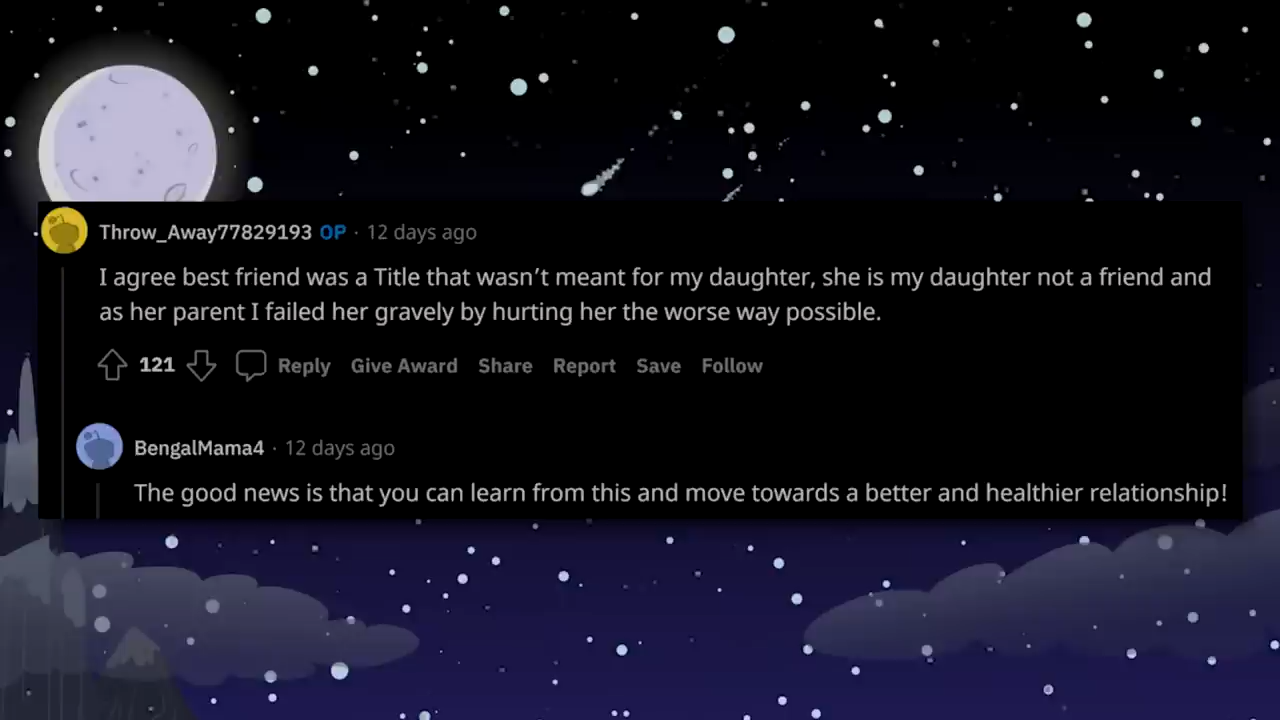 Throw_Away77829193 OP · 12 days ago
I agree best friend was a Title that wasn’t meant for my daughter, she is my daughter not a friend and
as her parent I failed her gravely by hurting her the worse way possible.
121 Reply Give Award Share Report Save Follow
BengalMama4 · 12 days ago
The good news is that you can learn from this and move towards a better and healthier relationship!